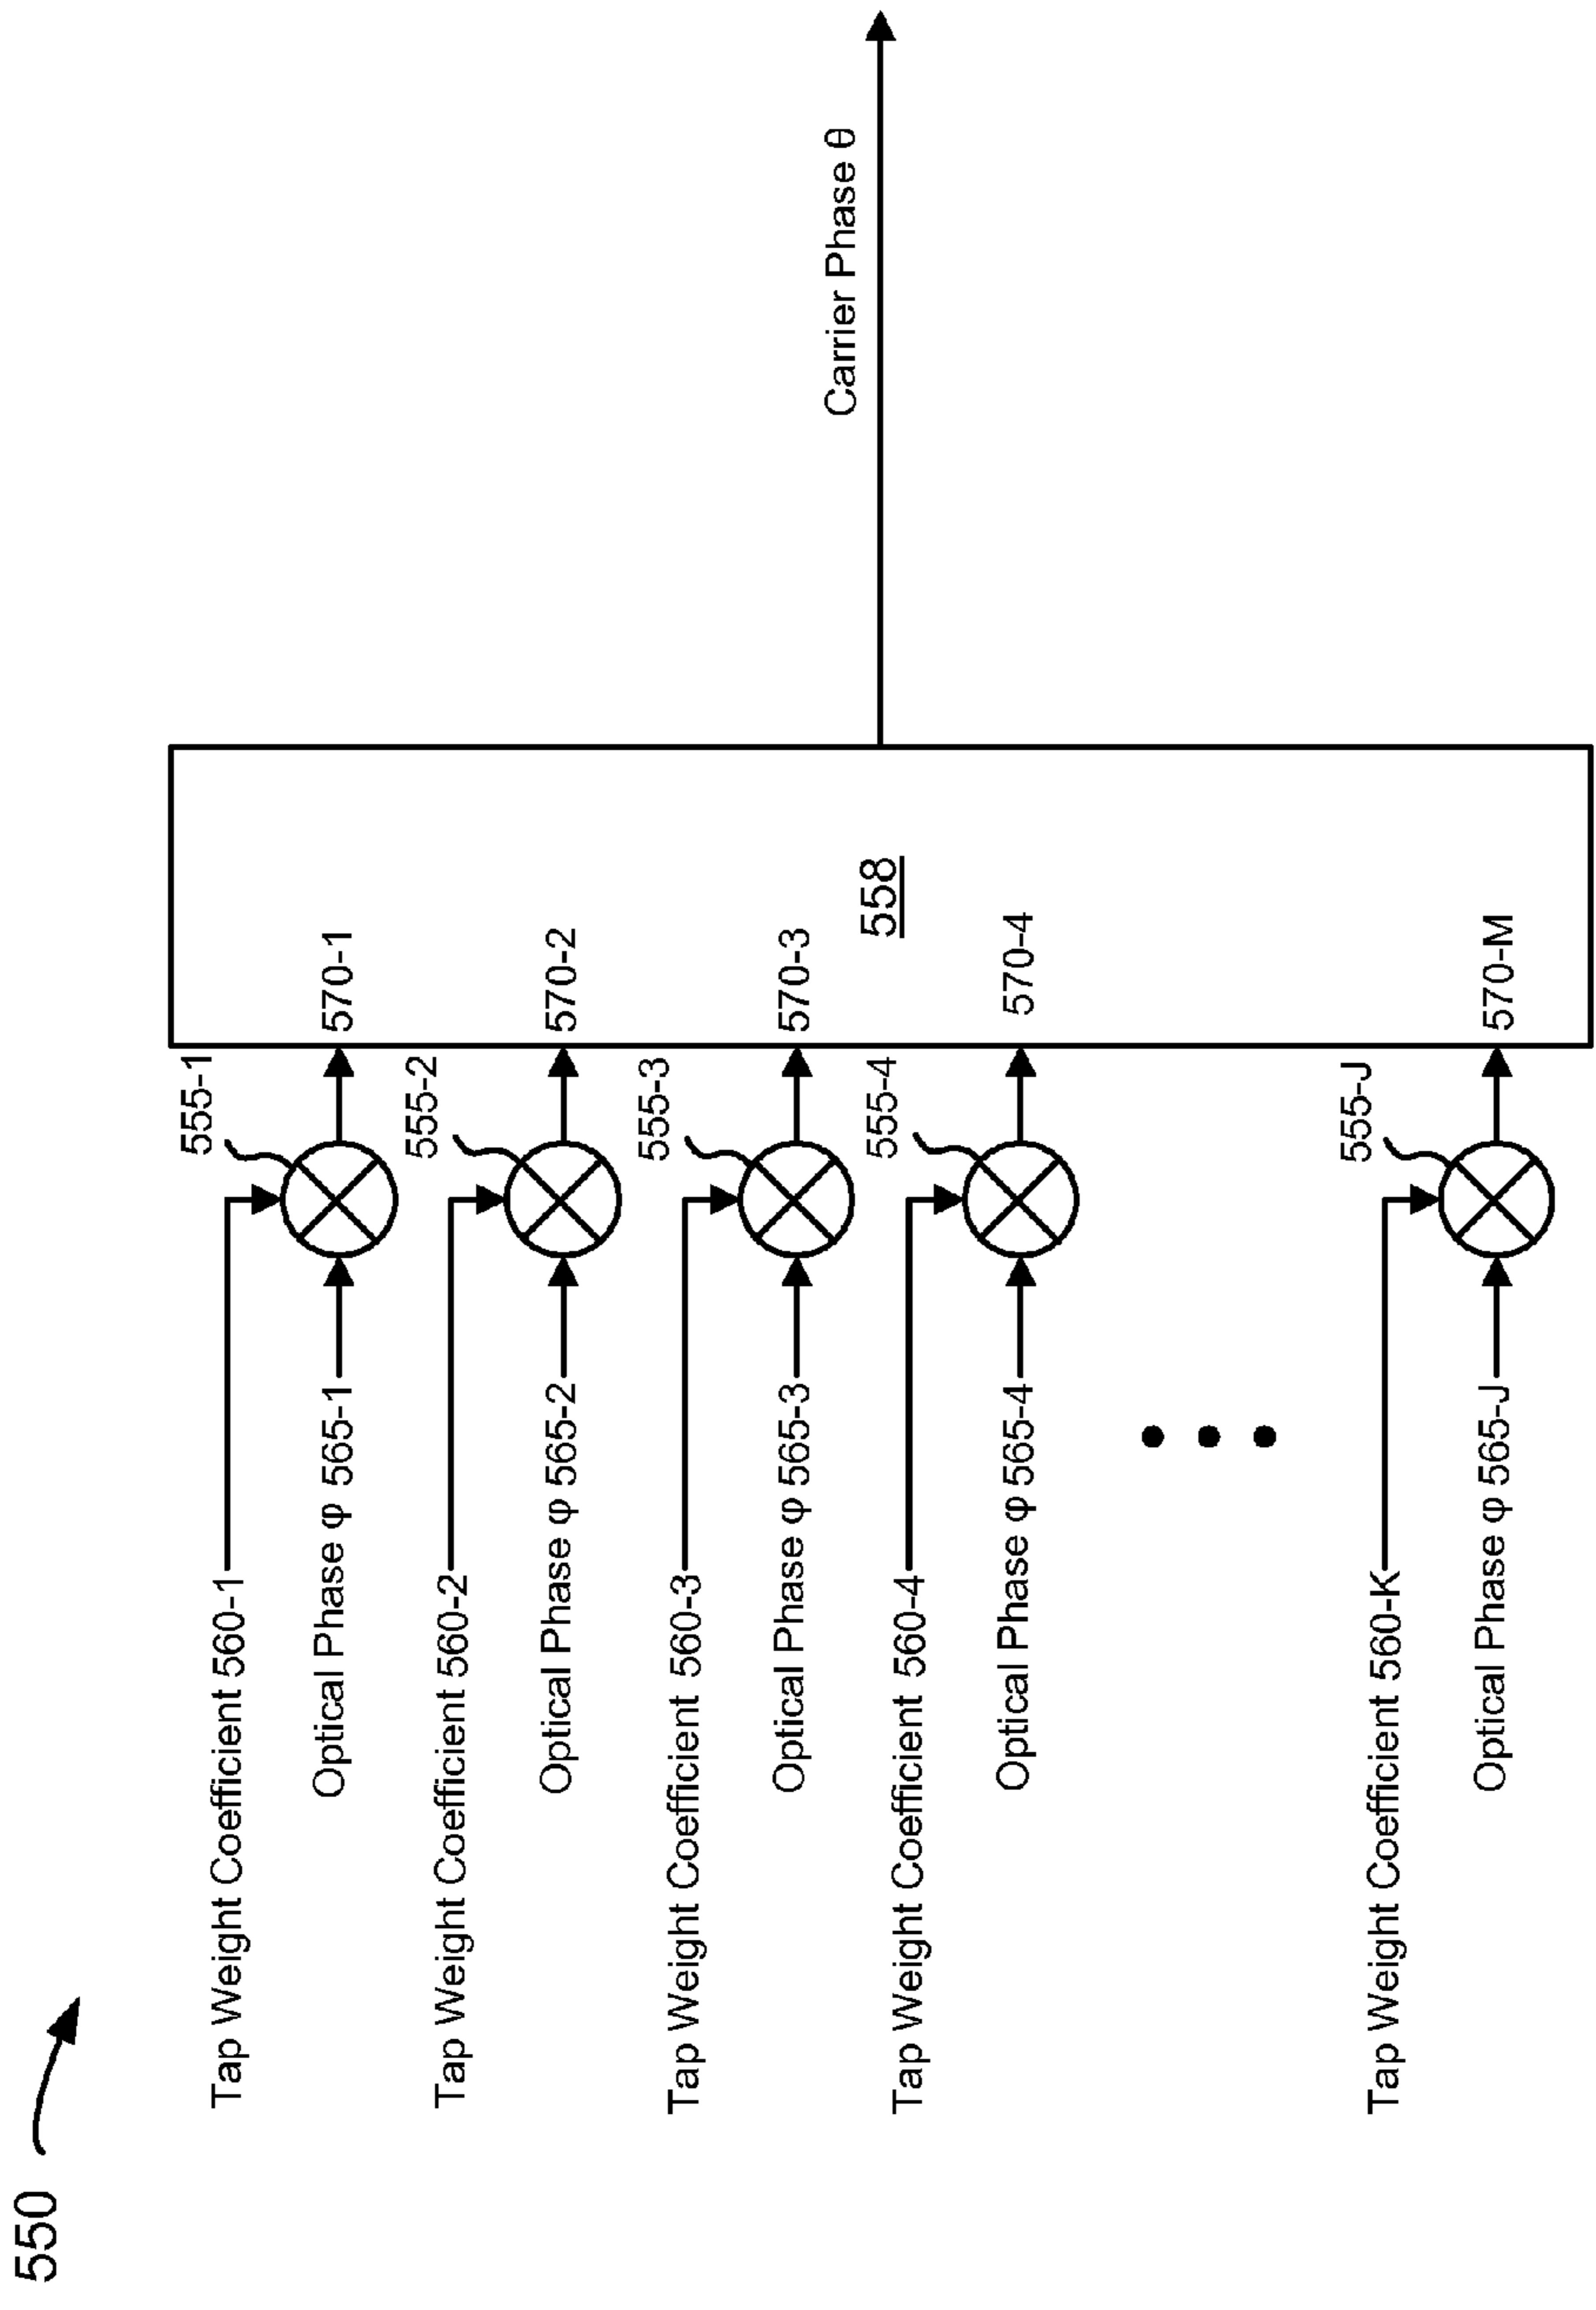 550
Tap Weight Coefficient 560-1
555-1
Optical Phase φ 565-1
570-1
Tap Weight Coefficient 560-2
555-2
Optical Phase φ 565-2
570-2
Tap Weight Coefficient 560-3
555-3
Optical Phase φ 565-3
570-3
Carrier Phase θ
558
Tap Weight Coefficient 560-4
555-4
Optical Phase φ 565-4
570-4
Tap Weight Coefficient 560-K
555-J
Optical Phase φ 565-J
570-M